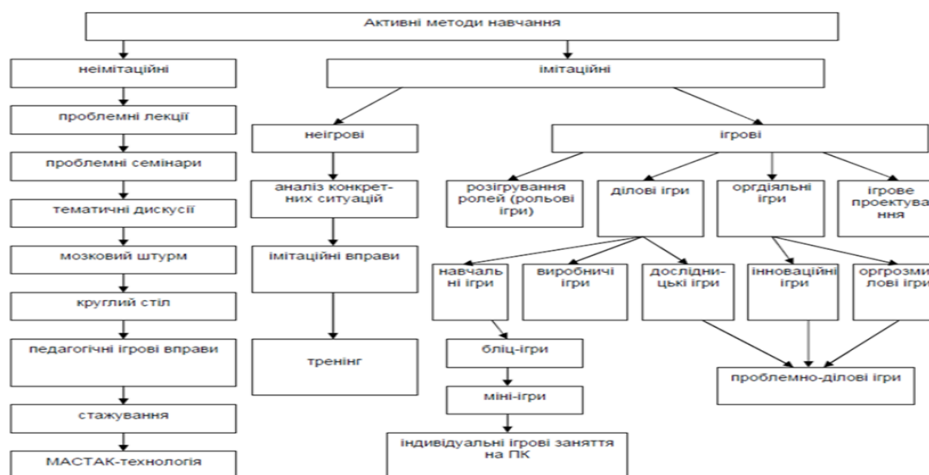 Активні методи навчання
неімітаційні
імітаційні
проблемні лекції
неігрові
ігрові
проблемні семінари
аналіз конкрет-
них ситуацій
розігрування
ролей (рольові
ігри)
ділові ігри
оргдіяльні
ігри
ігрове
проектува
ння
тематичні дискусії
мозковий штурм
імітаційні вправи
навчаль
ні ігри
виробничі
ігри
дослідни-
цькі ігри
інноваційні
ігри
оргрозми
лові ігри
круглий стіл
педагогічні ігрові вправи
тренінг
бліц-ігри
проблемно-ділові ігри
міні-ігри
стажування
індивідуальні ігрові заняття
на ПК
МАСТАК-технологія